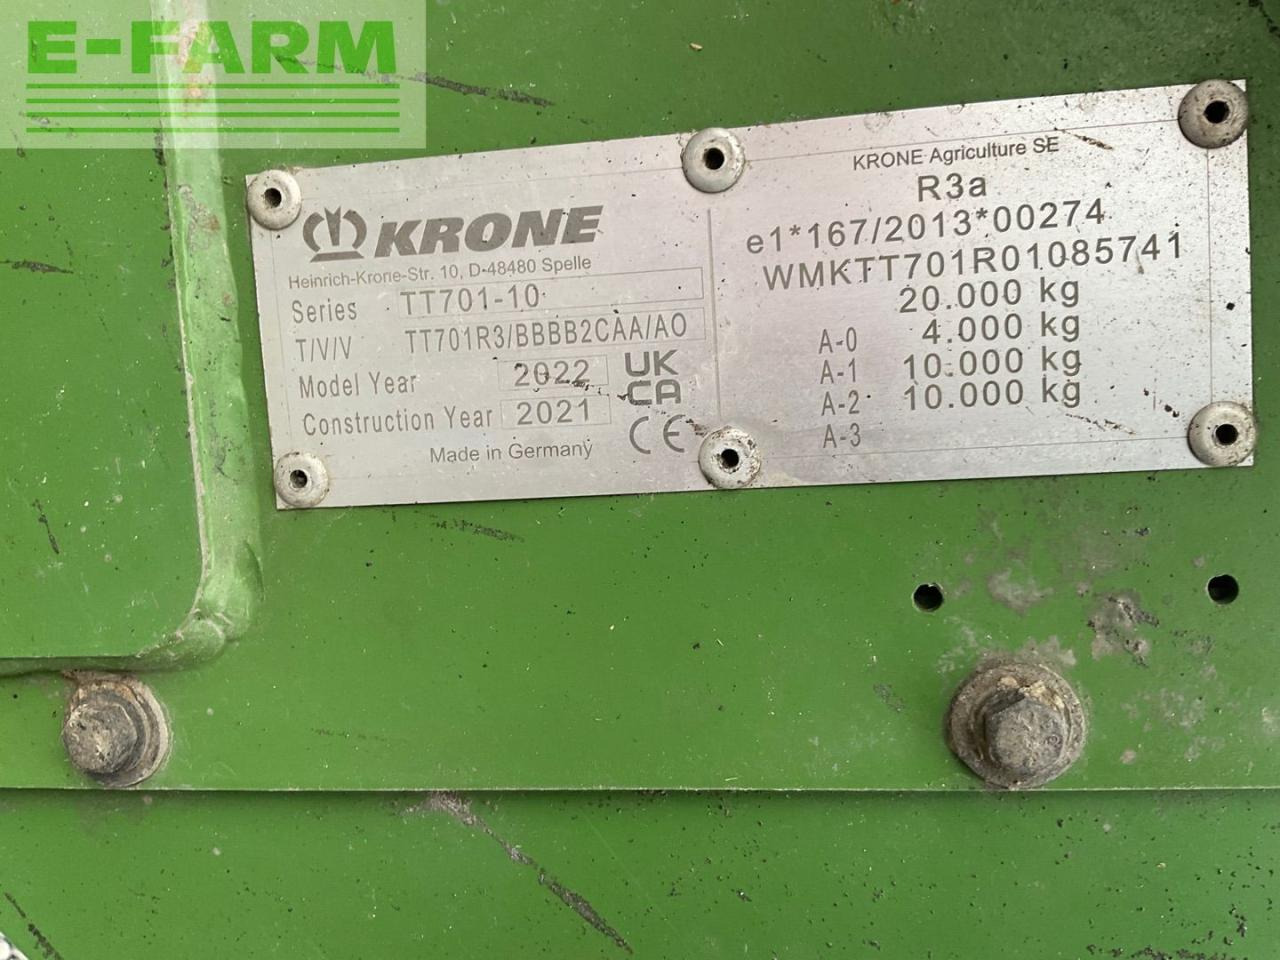 E-FARM
KRONE
Heinrich-Krone-Str. 10, D-48480 Spelle
Series TT701-10
T/V/V TT701R3/BBBB2CAA/AO
Model Year 2022
Construction Year 2021
UK
CA
CE
Made in Germany
KRONE Agriculture SE
R3a
e1*167/2013*00274
WMKTT701R01085741
20.000 kg
A-0 4.000 kg
A-1 10.000 kg
A-2 10.000 kg
A-3